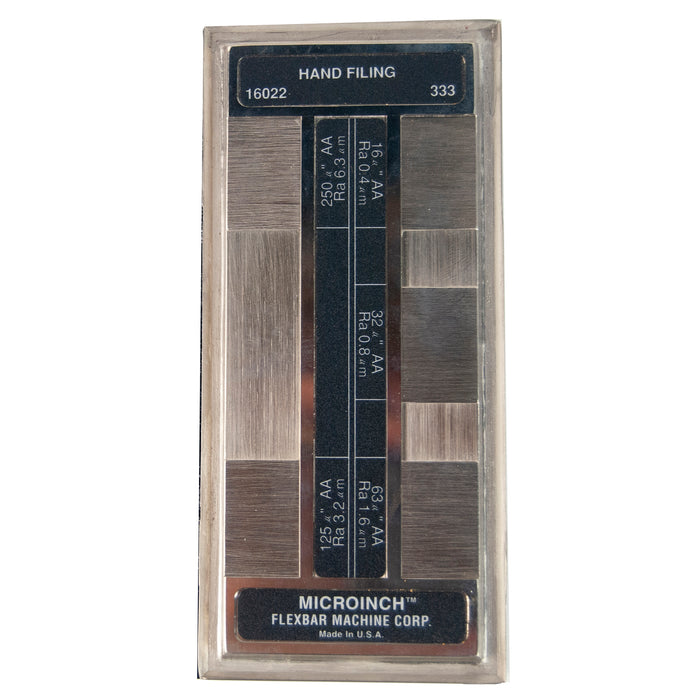 HAND FILING
16022 333
250 µ" AA
Ra 6.3 µm
16 µ" AA
Ra 0.4 µm
32 µ" AA
Ra 0.8 µm
125 µ" AA
Ra 3.2 µm
63 µ" AA
Ra 1.6 µm
MICROINCH™
FLEXBAR MACHINE CORP.
Made In U.S.A.